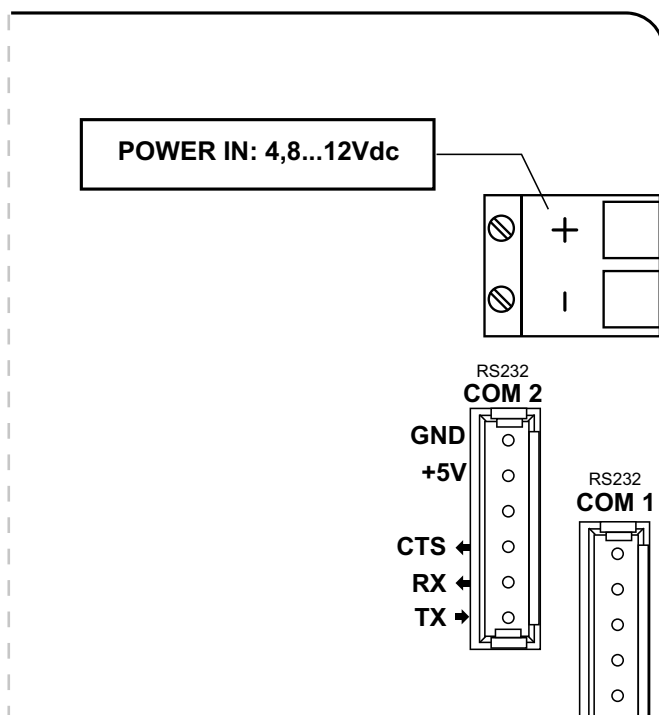 POWER IN: 4,8...12Vdc
+
–
RS232
COM 2
GND
+5V
CTS
RX
TX
RS232
COM 1